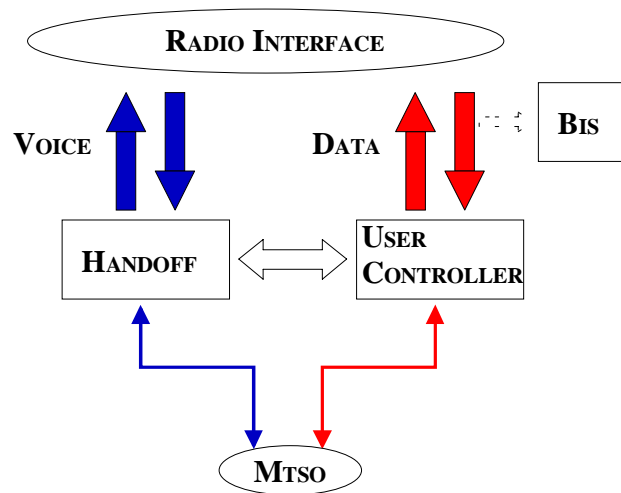 RADIO INTERFACE
VOICE
DATA
BIS
HANDOFF
USER
CONTROLLER
MTSO